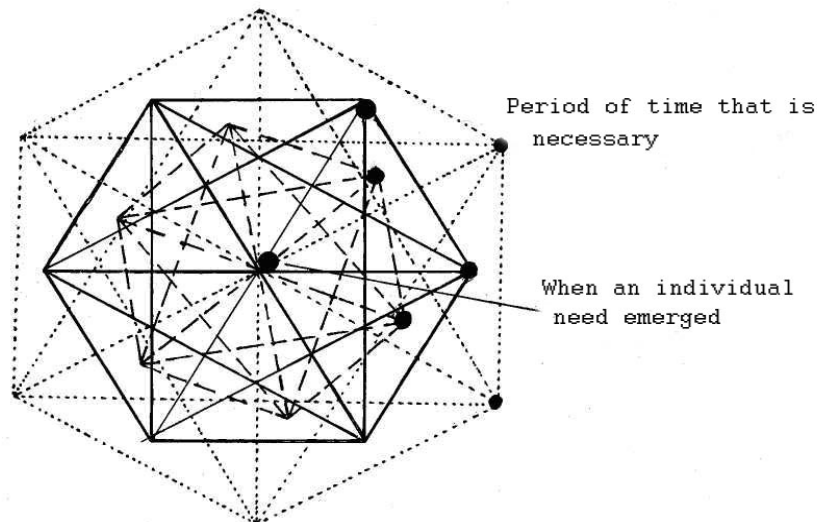 Period of time that is
necessary
When an individual
need emerged